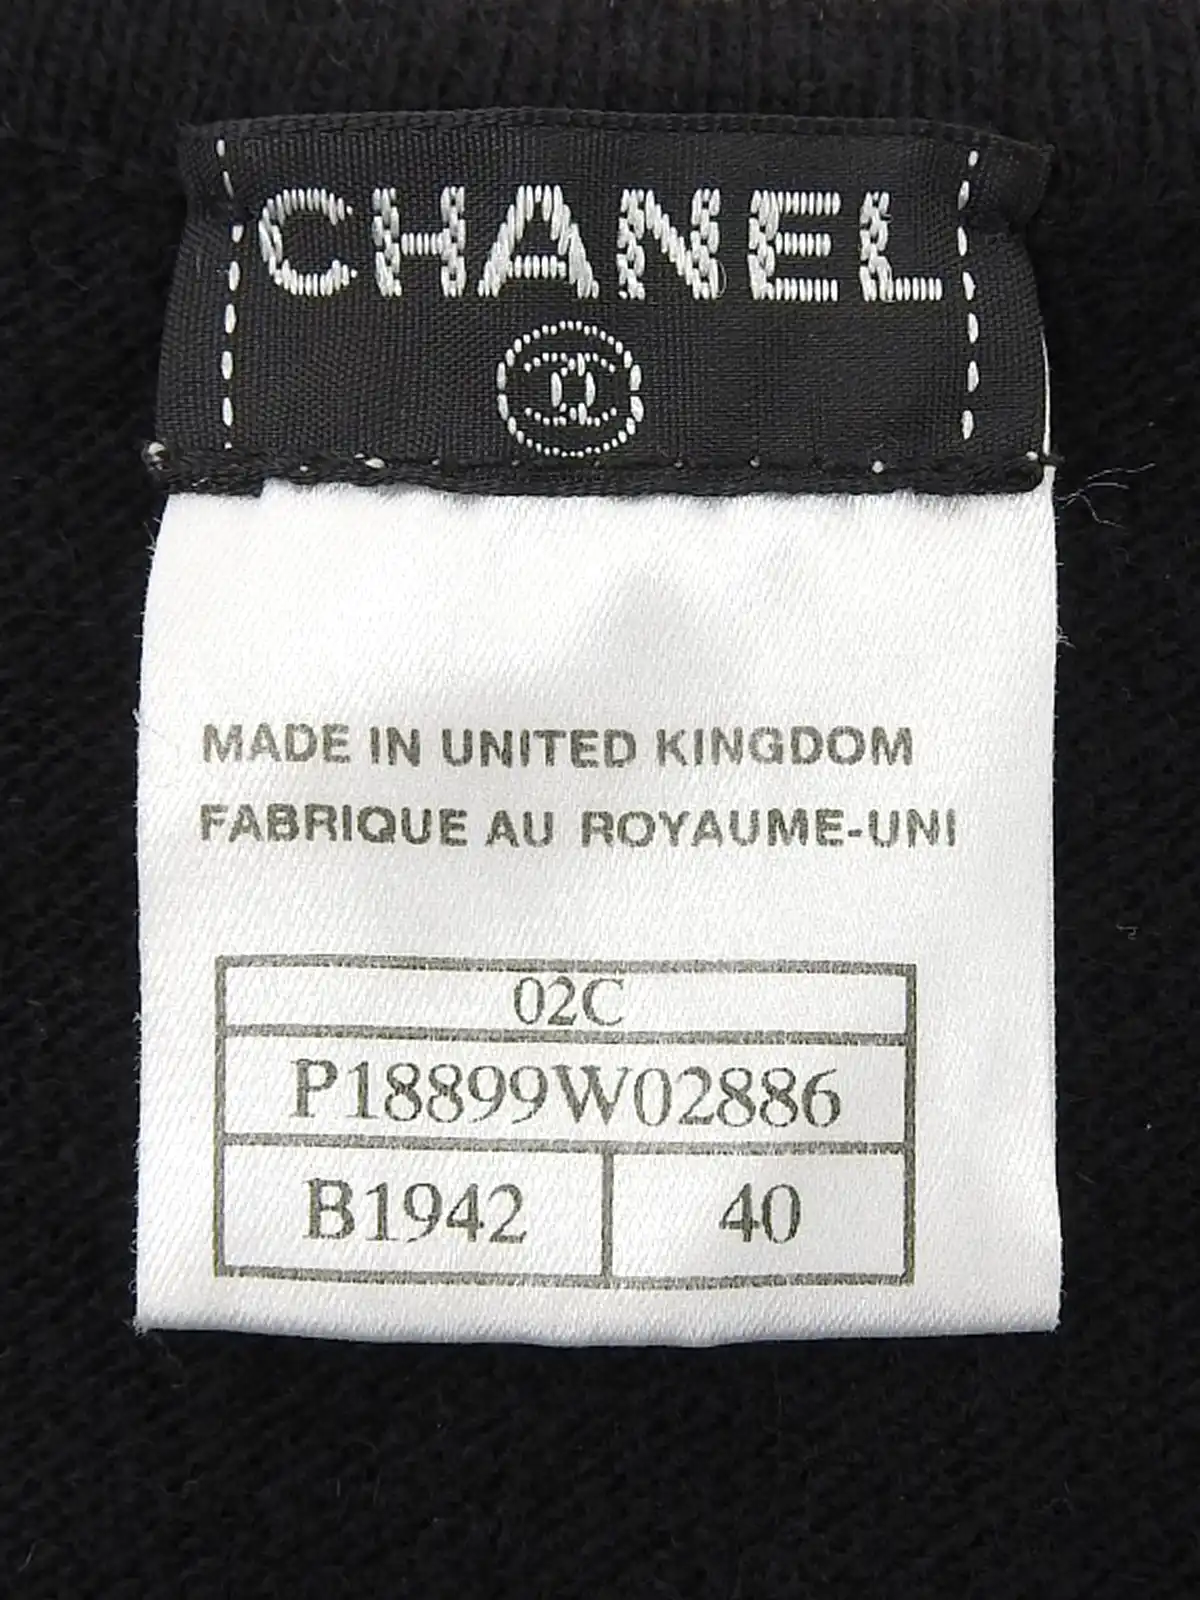 CHANEL
MADE IN UNITED KINGDOM
FABRIQUE AU ROYAUME-UNI
02C
P18899W02886
B1942 40